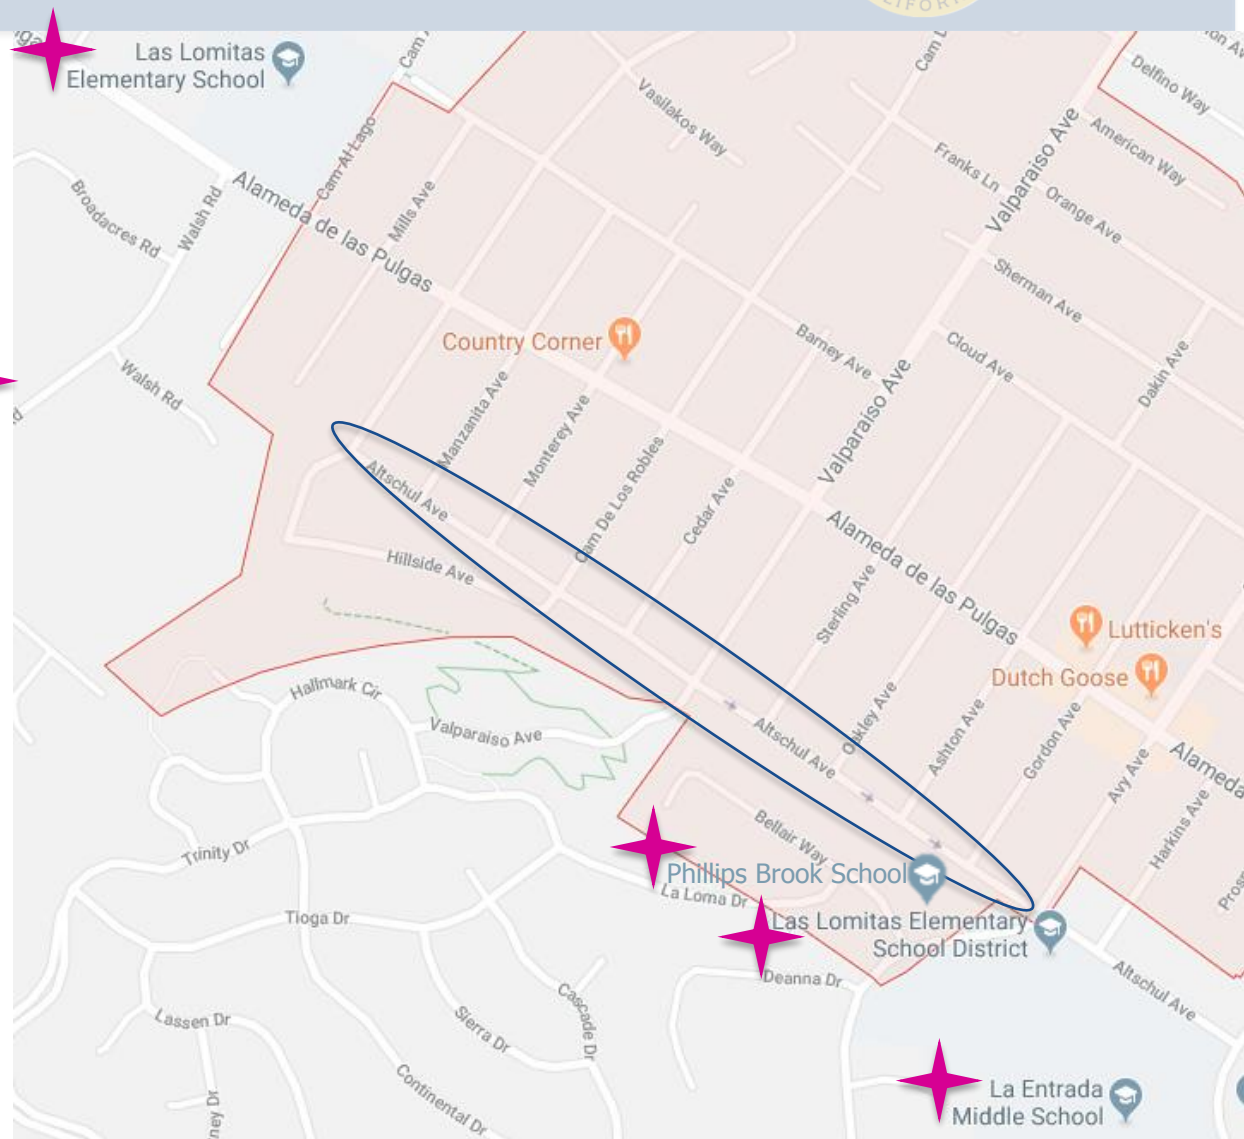 Las Lomitas
Elementary School
Cam Al Lago
Vasilakos Way
Delfino Way
American Way
Franks Ln
Orange Ave
Valparaiso Ave
Broadacres Rd
Walsh Rd
Alameda de las Pulgas
Mills Ave
Sherman Ave
Country Corner
Barney Ave
Cloud Ave
Dakin Ave
Walsh Rd
Manzanita Ave
Monterey Ave
Valparaiso Ave
Altschul Ave
Cam De Los Robles
Cedar Ave
Alameda de las Pulgas
Hillside Ave
Sterling Ave
Lutticken's
Dutch Goose
Hallmark Cir
Valparaiso Ave
Altschul Ave
Oakley Ave
Ashton Ave
Gordon Ave
Avy Ave
Alameda
Harkins Ave
Bellair Way
Trinity Dr
Phillips Brook School
La Loma Dr
Tioga Dr
Las Lomitas Elementary
School District
Deanna Dr
Altschul Ave
Lassen Dr
Sierra Dr
Cascade Dr
Continental Dr
La Entrada
Middle School